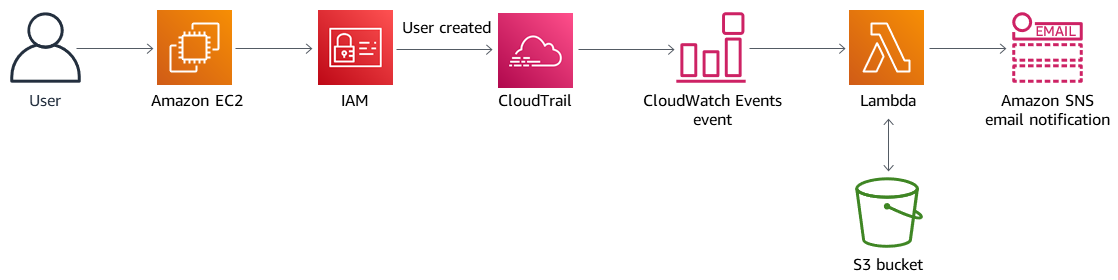 User created
EMAIL
User
Amazon EC2
IAM
CloudTrail
CloudWatch Events
event
Lambda
Amazon SNS
email notification
S3 bucket